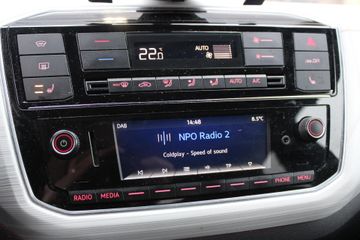 22.0 AUTO
AUTO A/C
DAB 14:48 8.5°C
NPO Radio 2
Coldplay - Speed of sound
RADIO MEDIA PHONE MENU